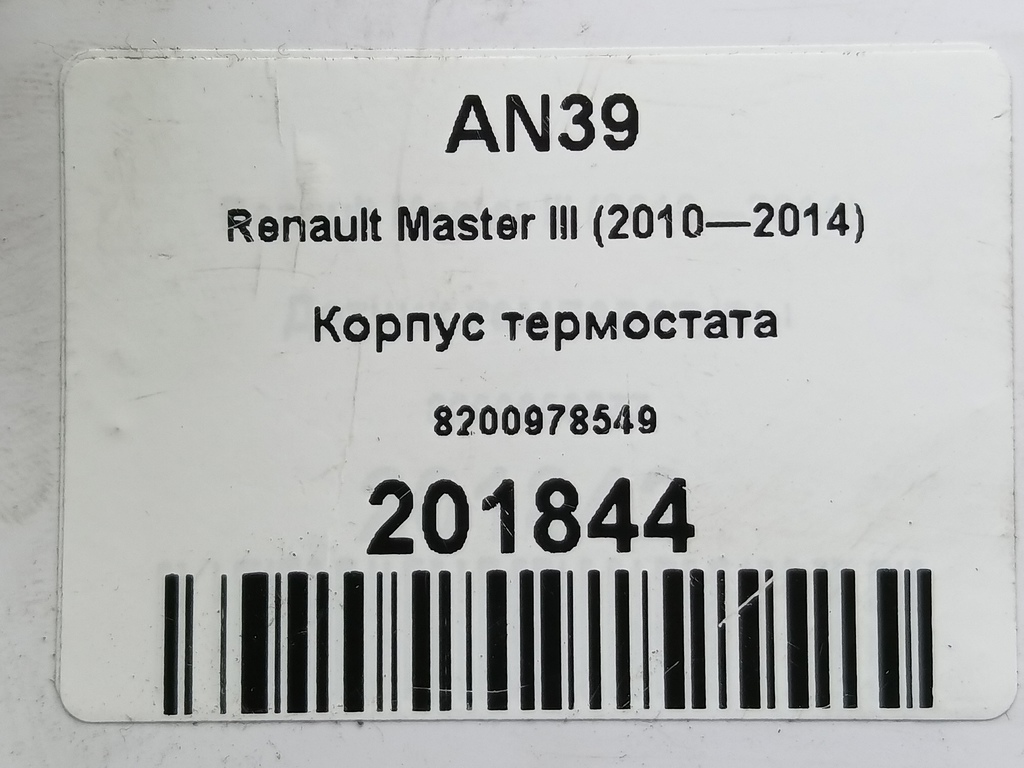 AN39
Renault Master III (2010—2014)
Корпус термостата
8200978549
201844